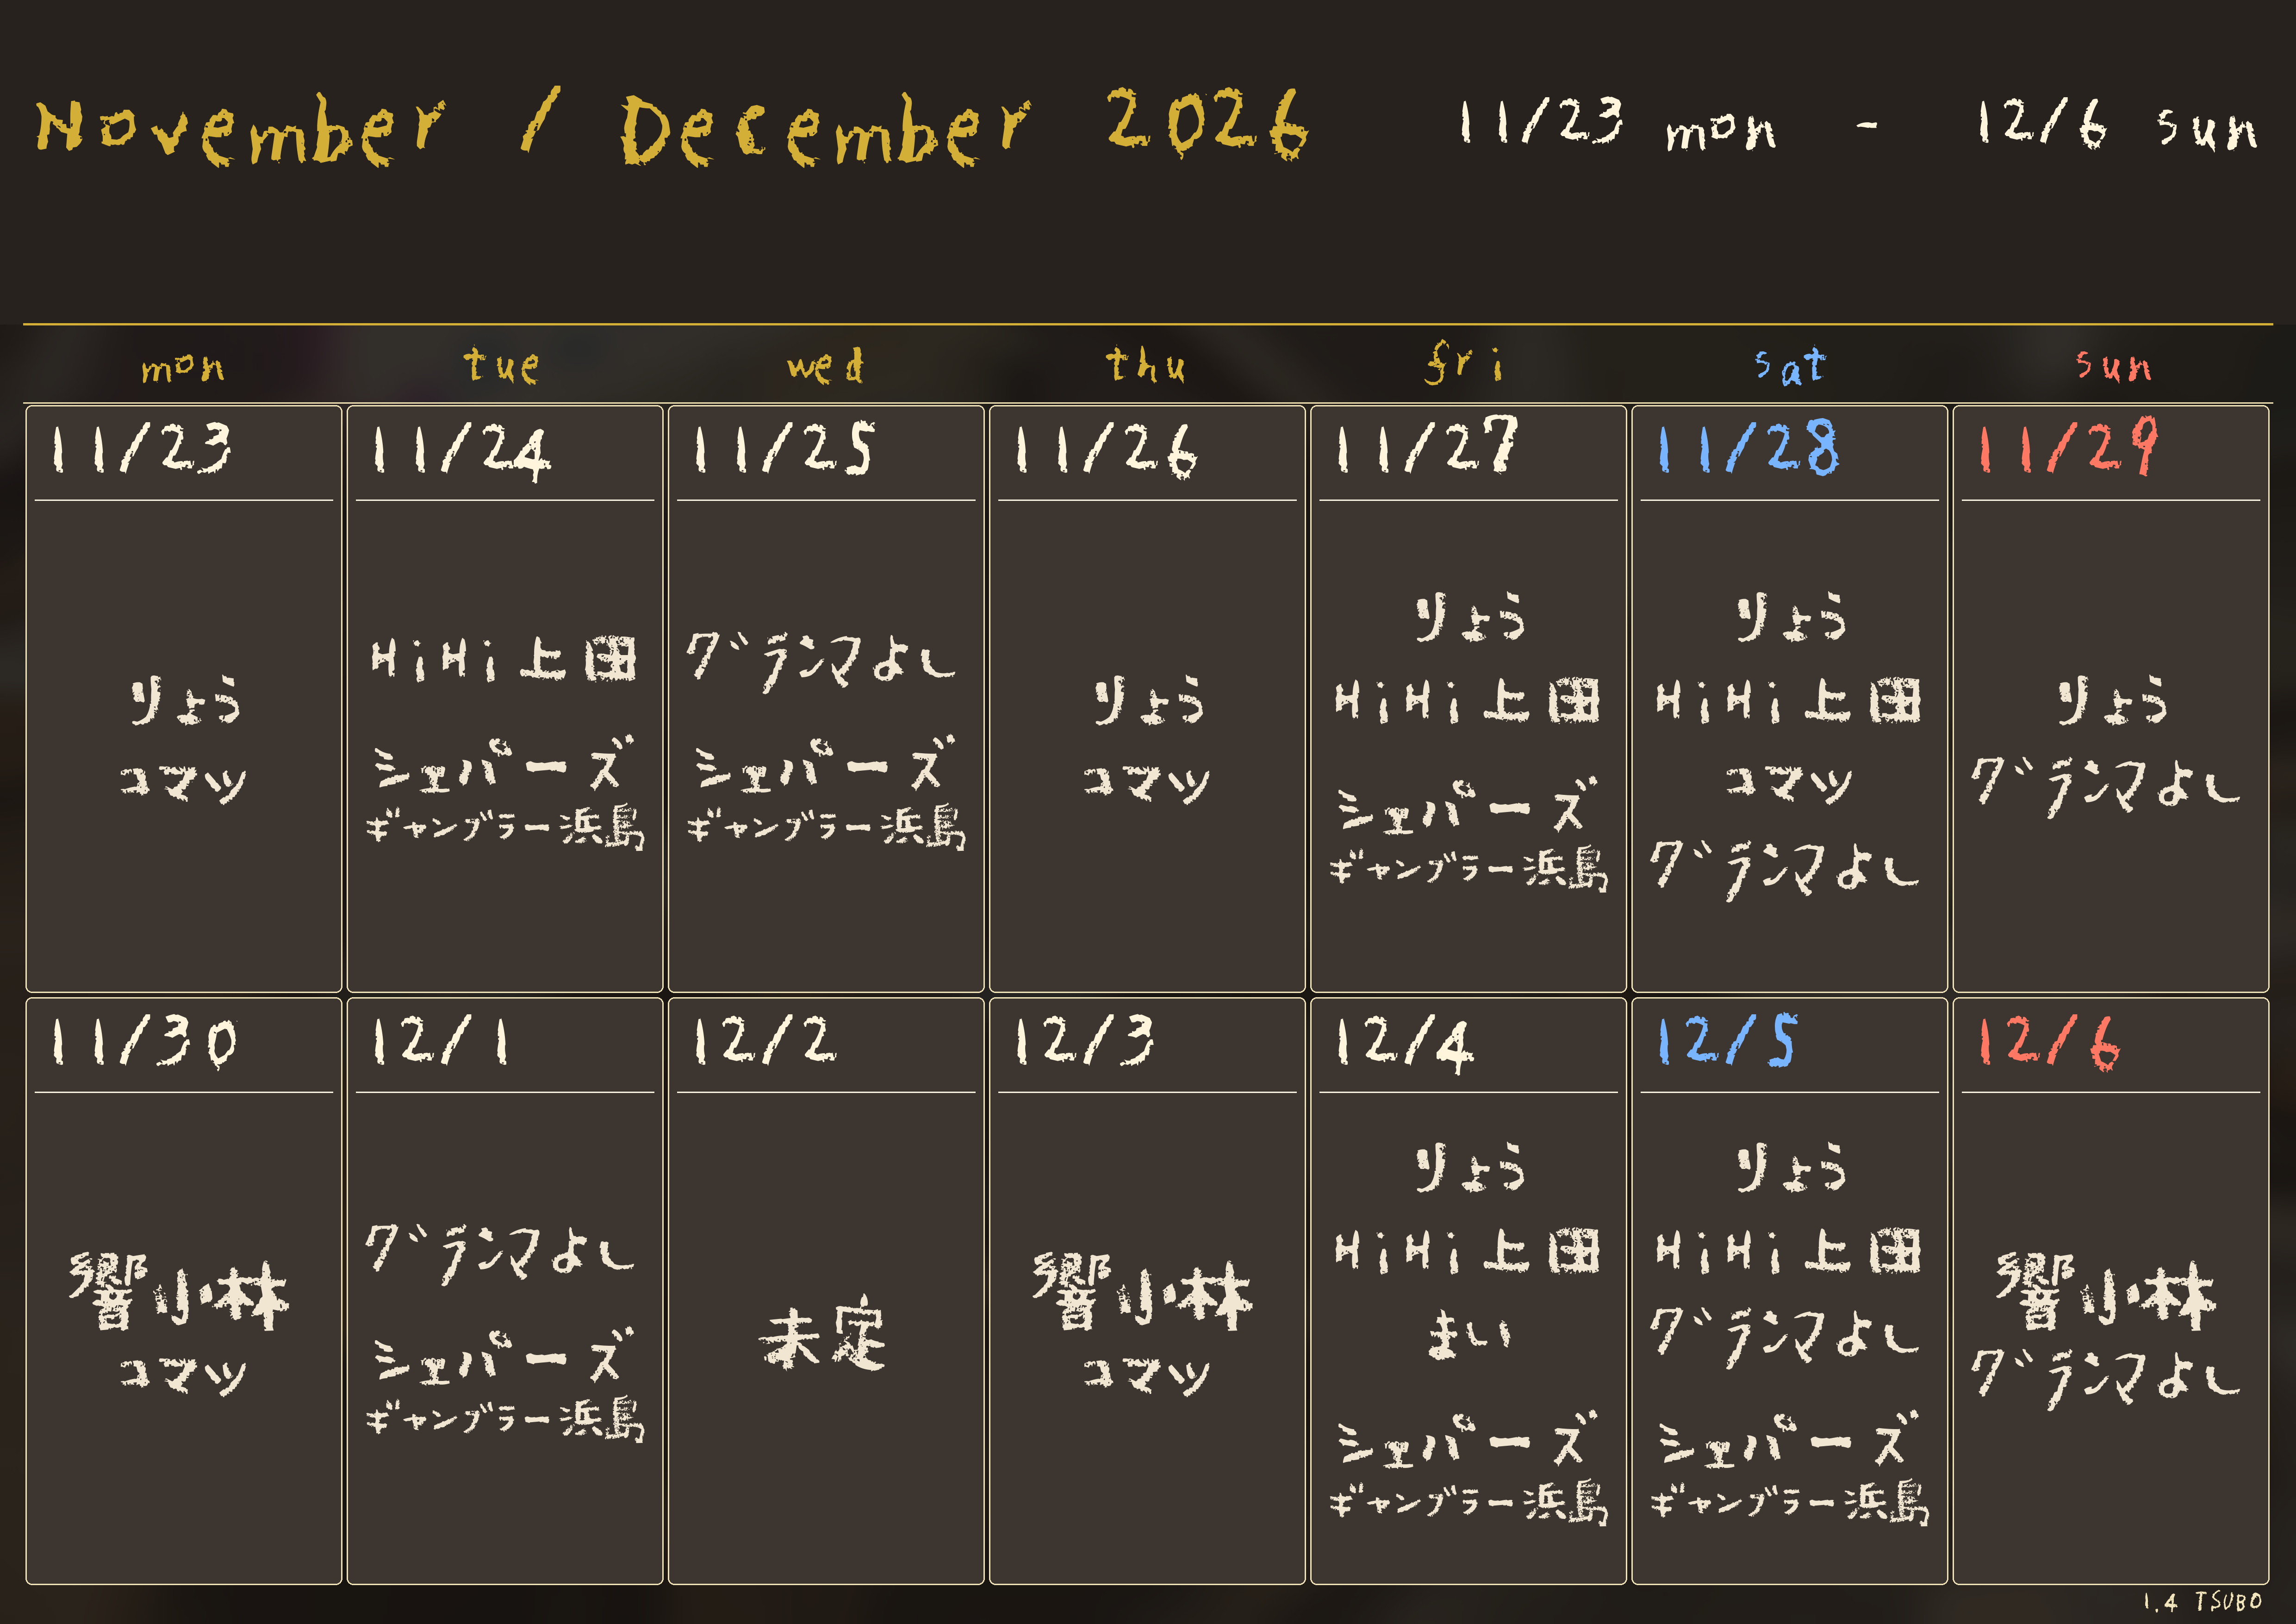 November / December 2026
11/23 mon - 12/6 sun
mon tue wed thu fri sat sun
11/23
りょう
コマツ
11/24
HiHi上田
シェパーズ
ギャンブラー浜島
11/25
グランマよし
シェパーズ
ギャンブラー浜島
11/26
りょう
コマツ
11/27
りょう
HiHi上田
シェパーズ
ギャンブラー浜島
11/28
りょう
HiHi上田
コマツ
グランマよし
11/29
りょう
グランマよし
11/30
響小林
コマツ
12/1
グランマよし
シェパーズ
ギャンブラー浜島
12/2
未定
12/3
響小林
コマツ
12/4
りょう
HiHi上田
まい
シェパーズ
ギャンブラー浜島
12/5
りょう
HiHi上田
グランマよし
シェパーズ
ギャンブラー浜島
12/6
響小林
グランマよし
1.4 TSUBO